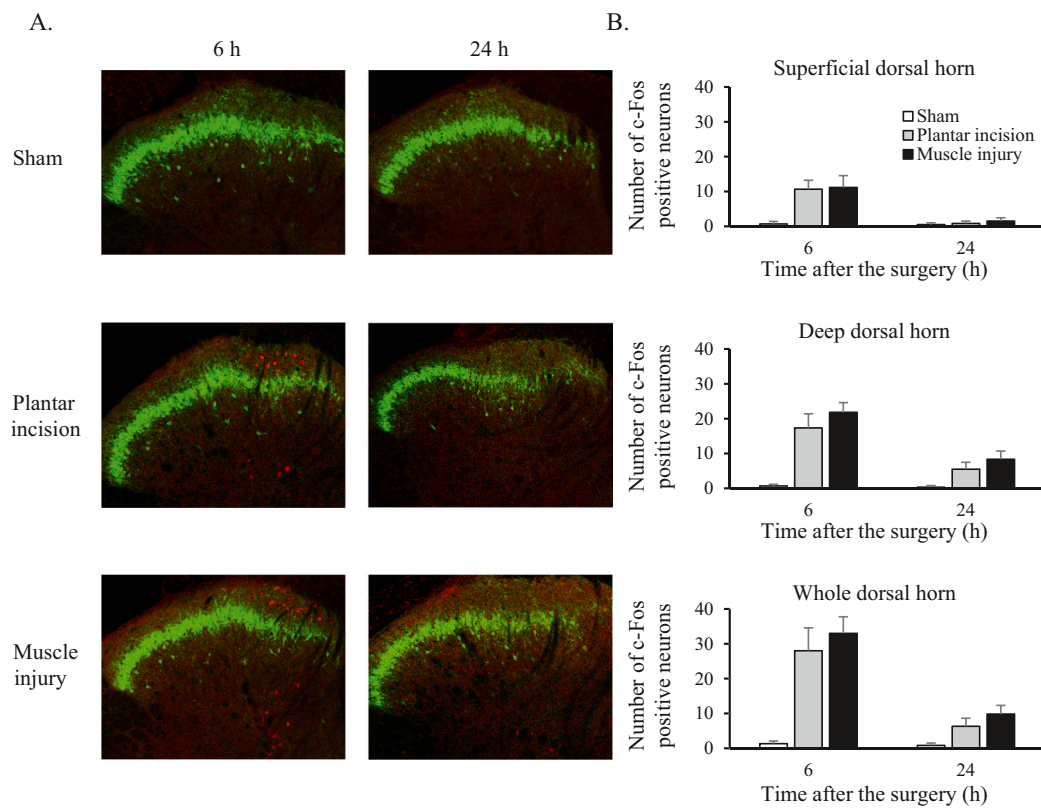 A.
6 h
24 h
Sham
Plantar
incision
Muscle
injury
B.
Superficial dorsal horn
Number of c-Fos
positive neurons
40
30
20
10
0
Sham
Plantar incision
Muscle injury
6
24
Time after the surgery (h)
Deep dorsal horn
Number of c-Fos
positive neurons
40
30
20
10
0
6
24
Time after the surgery (h)
Whole dorsal horn
Number of c-Fos
positive neurons
40
30
20
10
0
6
24
Time after the surgery (h)